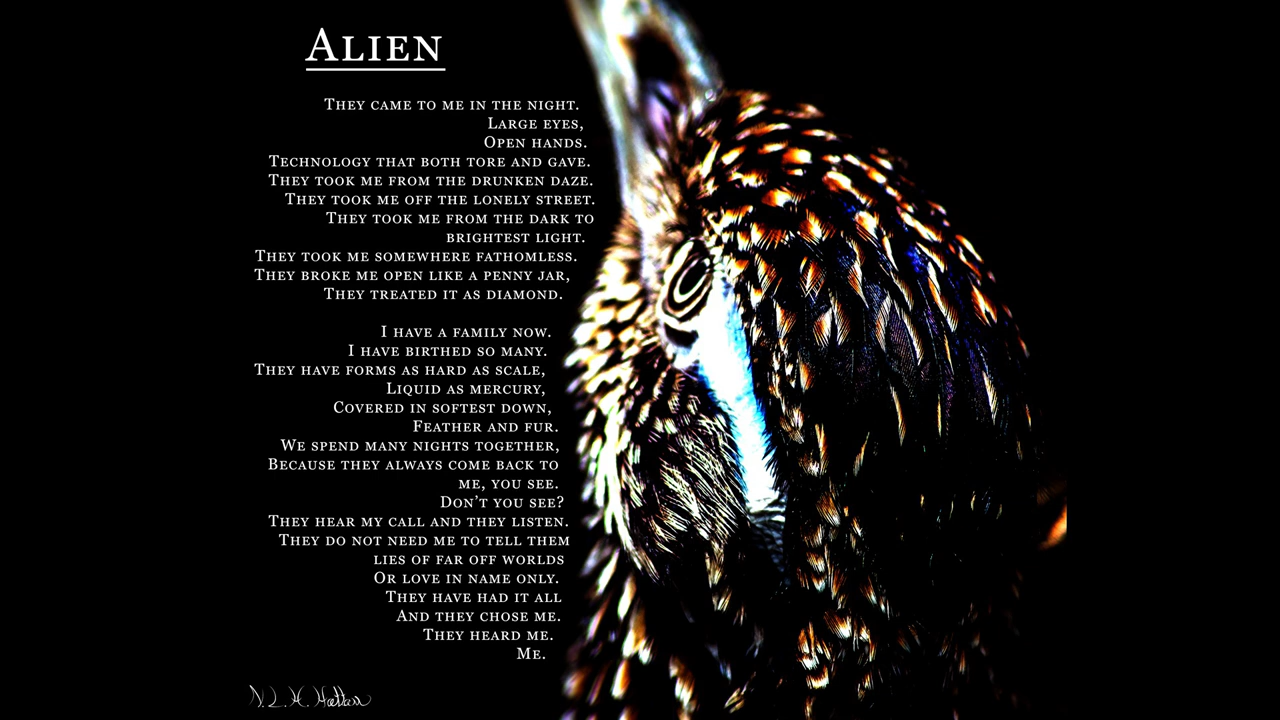 Alien
They came to me in the night.
Large eyes,
Open hands.
Technology that both tore and gave.
They took me from the drunken daze.
They took me off the lonely street.
They took me from the dark to
brightest light.
They took me somewhere fathomless.
They broke me open like a penny jar,
They treated it as diamond.
I have a family now.
I have birthed so many.
They have forms as hard as scale,
Liquid as mercury,
Covered in softest down,
Feather and fur.
We spend many nights together,
Because they always come back to
me, you see.
Don't you see?
They hear my call and they listen.
They do not need me to tell them
lies of far off worlds
Or love in name only.
They have had it all
And they chose me.
They heard me.
Me.